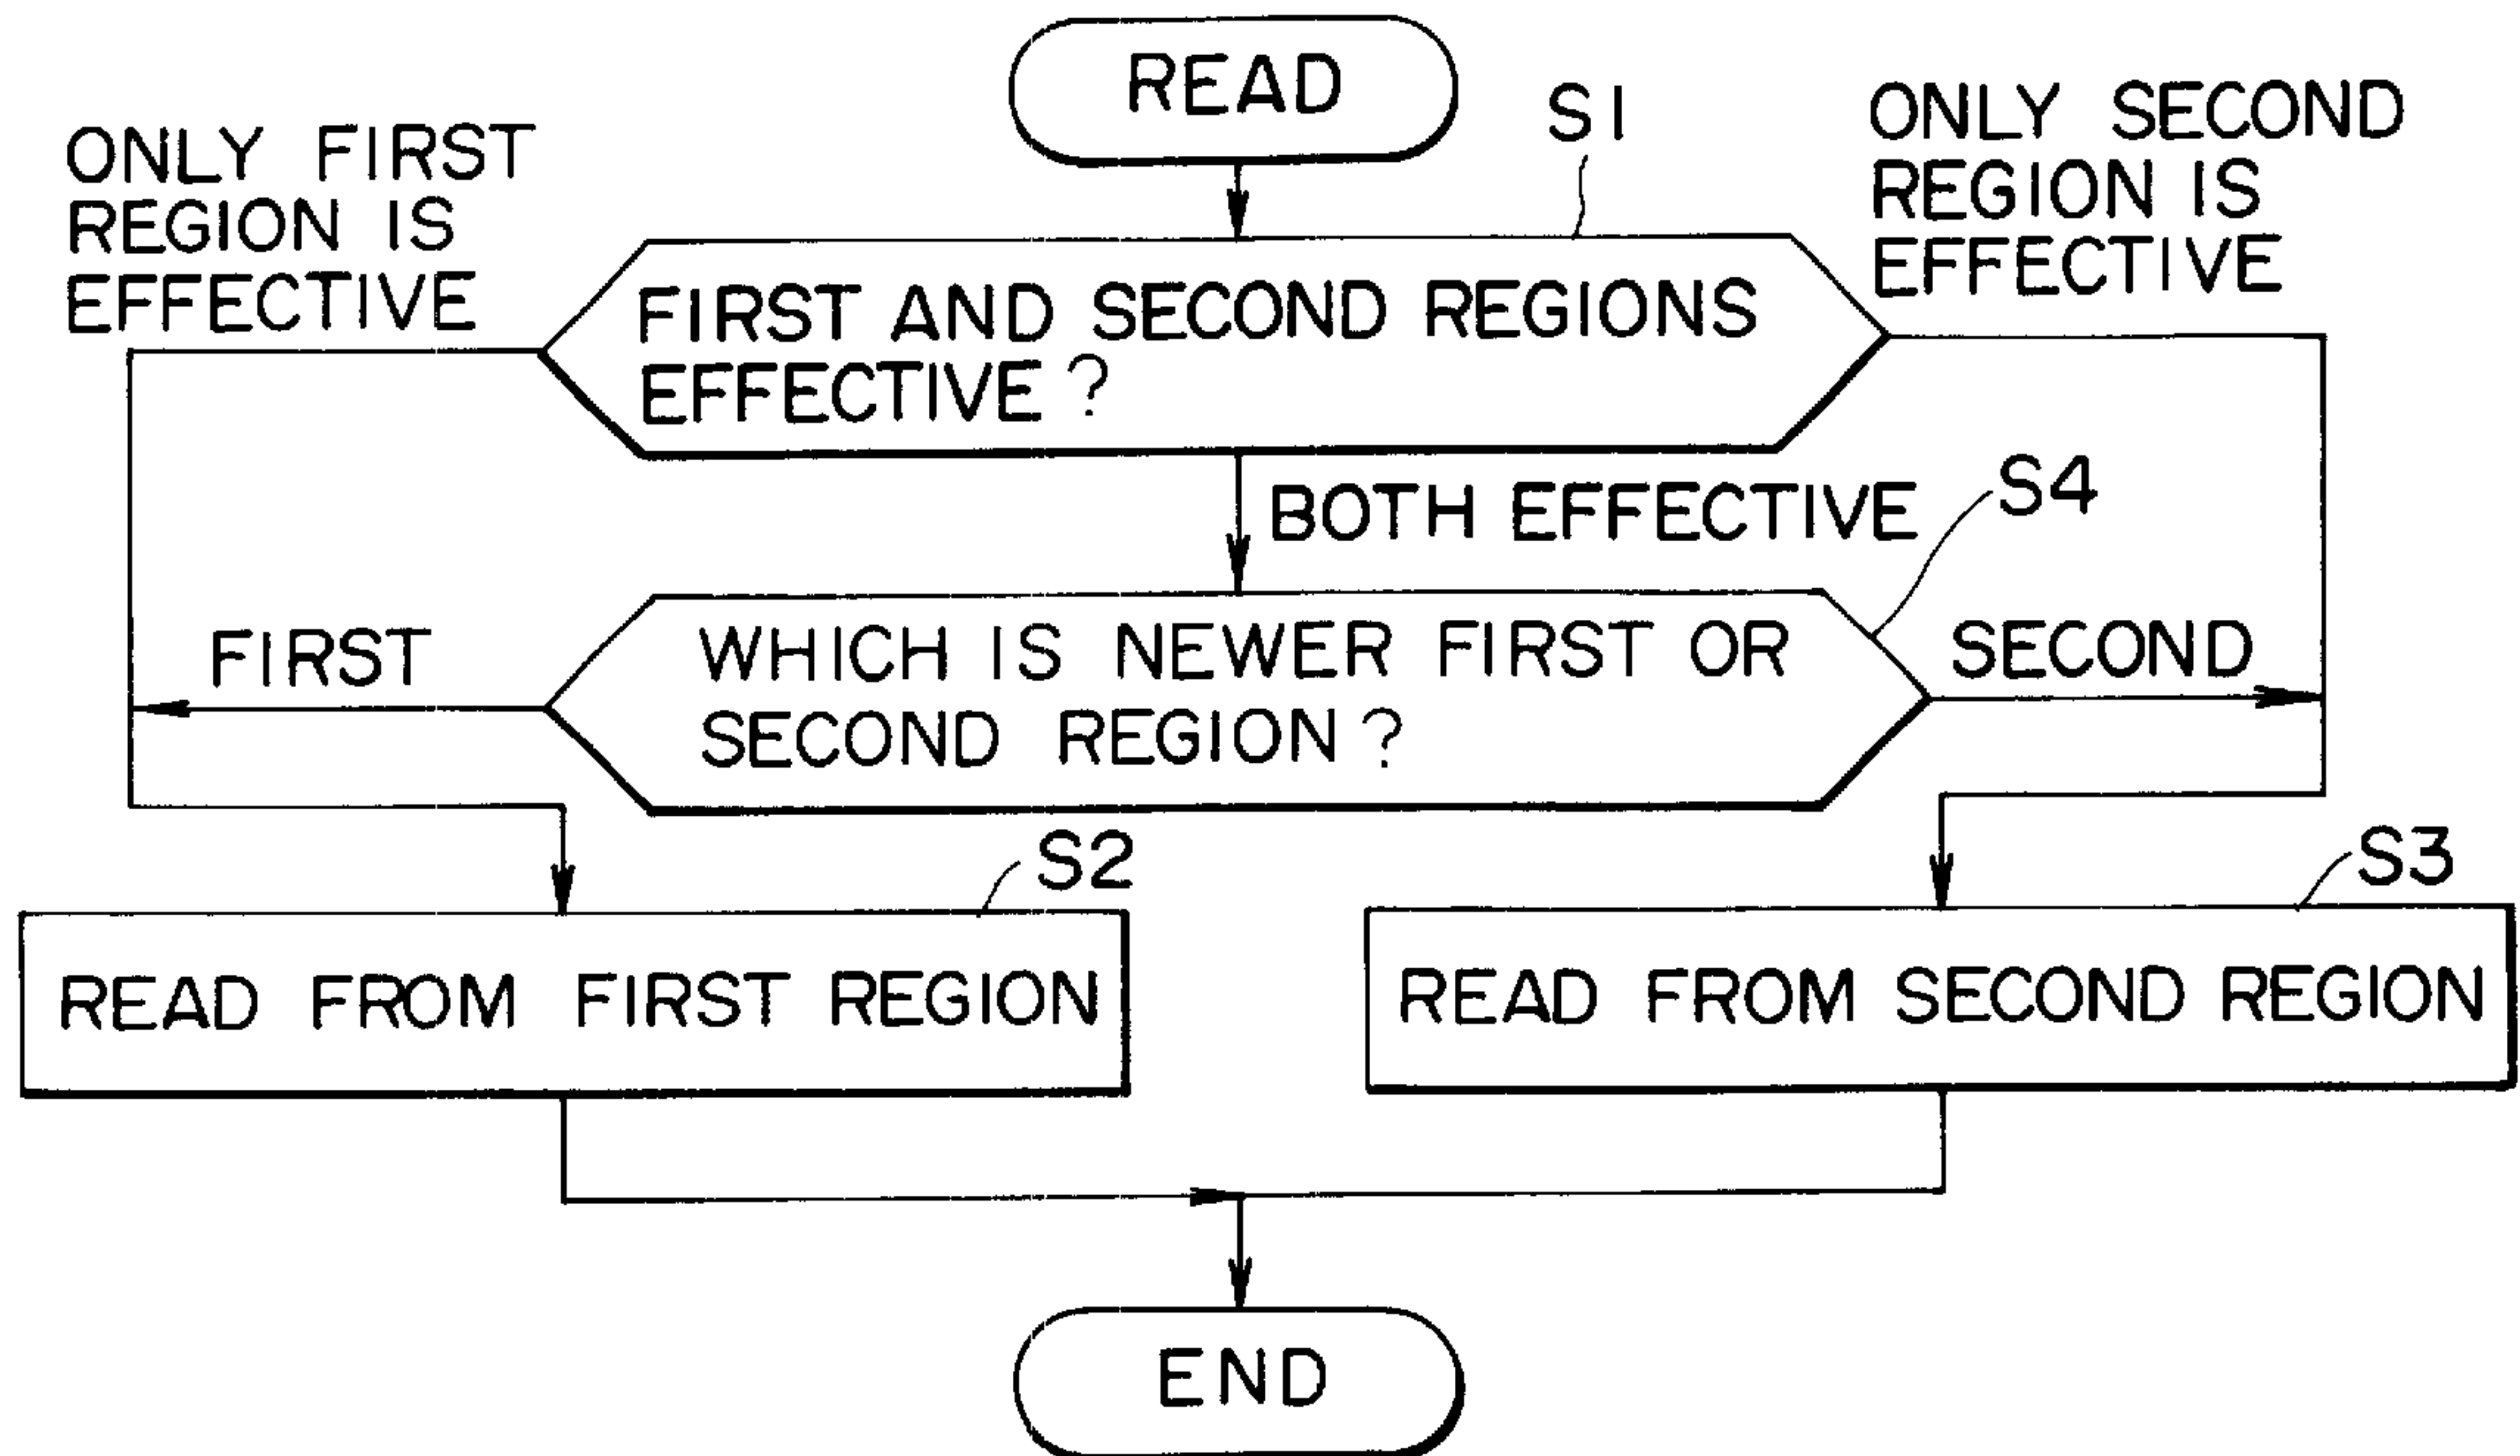 READ
S1
ONLY FIRST
REGION IS
EFFECTIVE
ONLY SECOND
REGION IS
EFFECTIVE
FIRST AND SECOND REGIONS
EFFECTIVE ?
BOTH EFFECTIVE
S4
FIRST
WHICH IS NEWER FIRST OR
SECOND REGION ?
SECOND
S2
READ FROM FIRST REGION
S3
READ FROM SECOND REGION
END